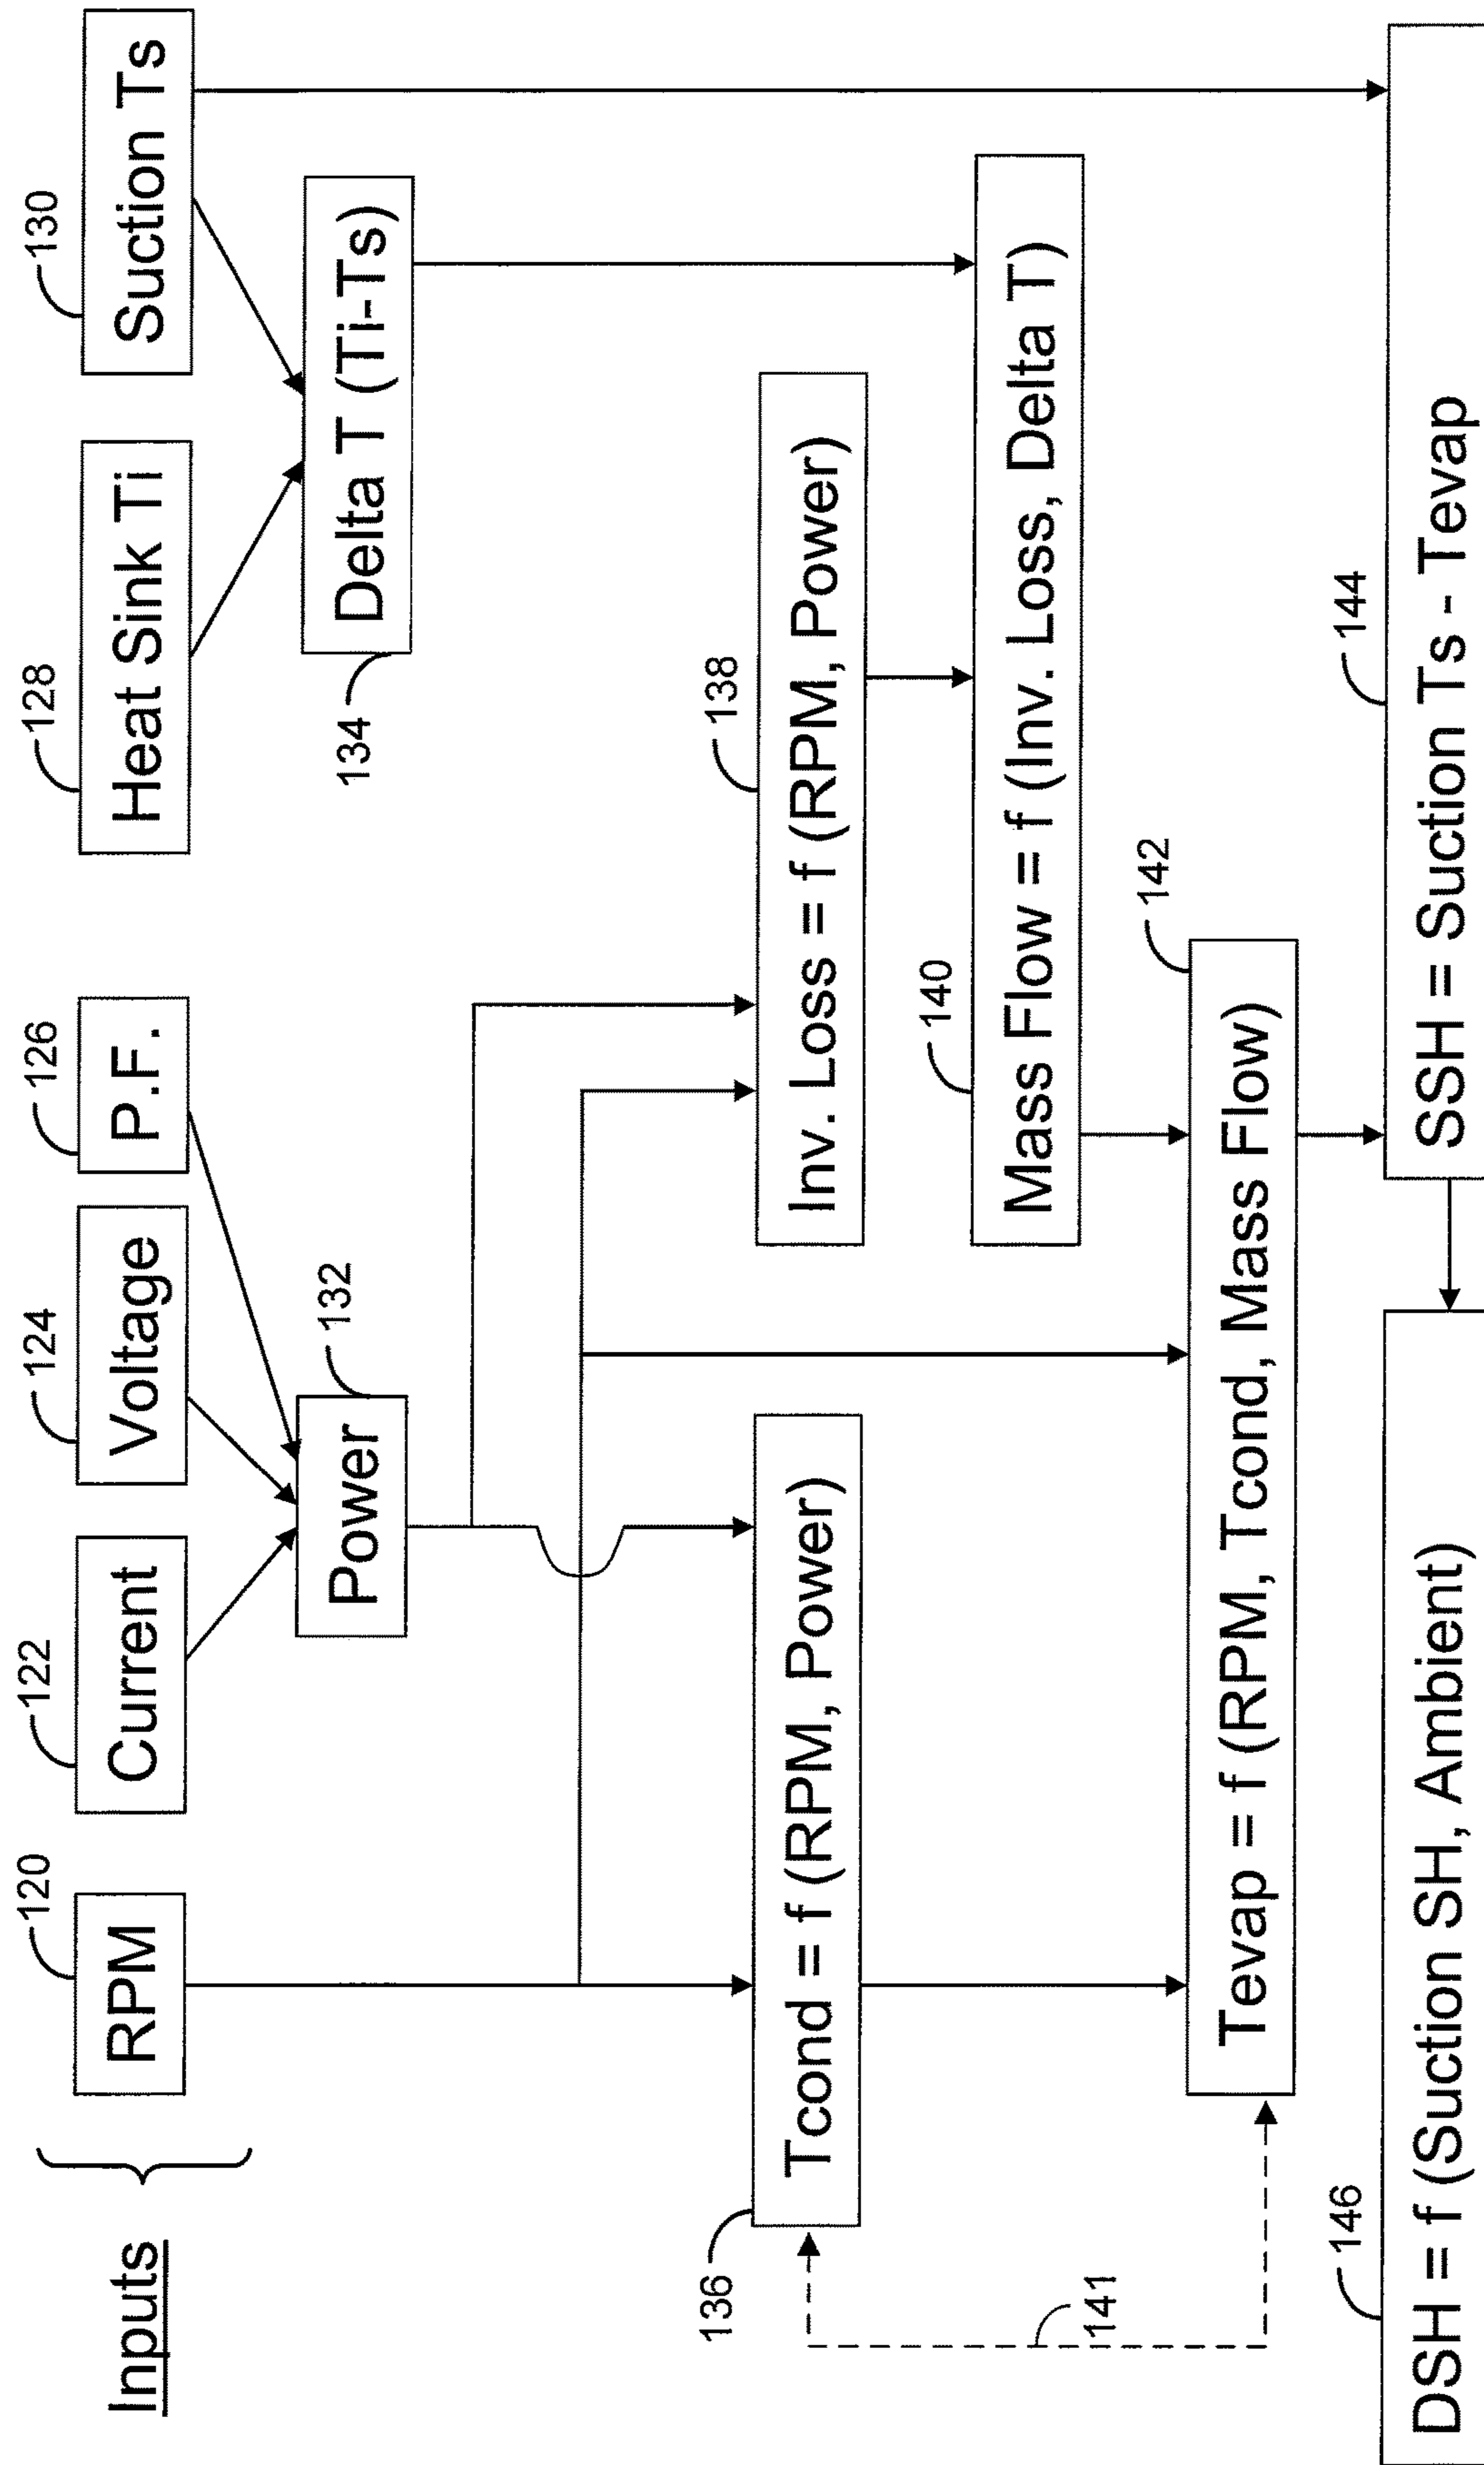 Inputs
120
RPM
122
Current
124
Voltage
126
P.F.
128
Heat Sink Ti
130
Suction Ts
Power
132
134
Delta T (Ti-Ts)
136
Tcond = f (RPM, Power)
138
Inv. Loss = f (RPM, Power)
140
Mass Flow = f (Inv. Loss, Delta T)
141
142
Tevap = f (RPM, Tcond, Mass Flow)
144
SSH = Suction Ts - Tevap
146
DSH = f (Suction SH, Ambient)